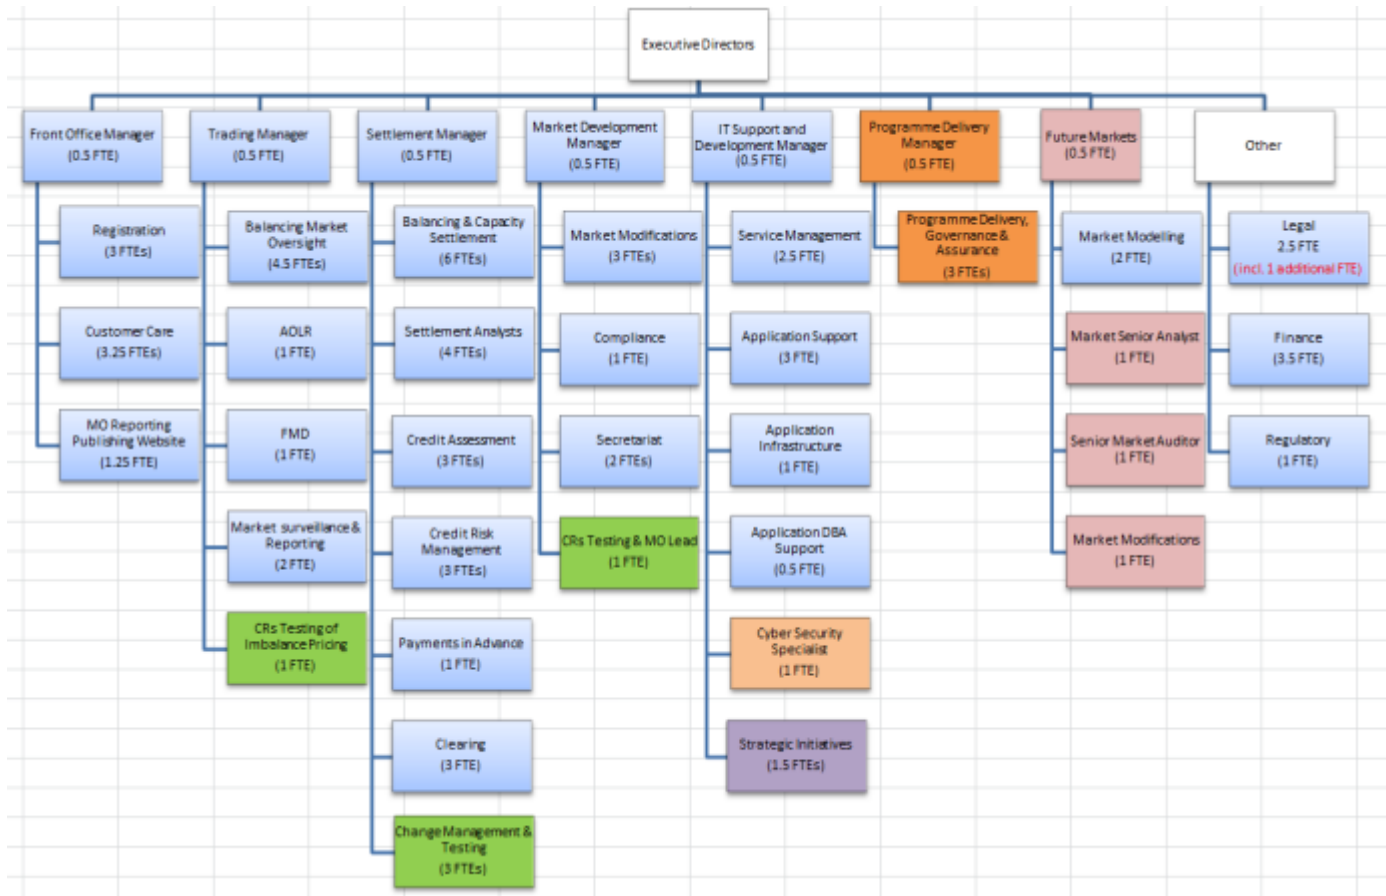 Executive Directors
Front Office Manager
(0.5 FTE)
Trading Manager
(0.5 FTE)
Settlement Manager
(0.5 FTE)
Market Development
Manager
(0.5 FTE)
IT Support and
Development Manager
(0.5 FTE)
Programme Delivery
Manager
(0.5 FTE)
Future Markets
(0.5 FTE)
Other
Registration
(3 FTEs)
Customer Care
(3.25 FTEs)
MO Reporting
Publishing Website
(1.25 FTE)
Balancing Market
Oversight
(4.5 FTEs)
AOLR
(1 FTE)
FMD
(1 FTE)
Market surveillance &
Reporting
(2 FTE)
CRs Testing of
Imbalance Pricing
(1 FTE)
Balancing & Capacity
Settlement
(6 FTEs)
Settlement Analysts
(4 FTEs)
Credit Assessment
(3 FTEs)
Credit Risk
Management
(3 FTEs)
Payments in Advance
(1 FTE)
Clearing
(3 FTE)
Change Management &
Testing
(3 FTEs)
Market Modifications
(3 FTEs)
Compliance
(1 FTE)
Secretariat
(2 FTEs)
CRs Testing & MO Lead
(1 FTE)
Service Management
(2.5 FTE)
Application Support
(3 FTE)
Application
Infrastructure
(1 FTE)
Application DBA
Support
(0.5 FTE)
Cyber Security
Specialist
(1 FTE)
Strategic Initiatives
(1.5 FTEs)
Programme Delivery,
Governance &
Assurance
(3 FTEs)
Market Modelling
(2 FTE)
Market Senior Analyst
(1 FTE)
Senior Market Auditor
(1 FTE)
Market Modifications
(1 FTE)
Legal
2.5 FTE
(incl. 1 additional FTE)
Finance
(3.5 FTE)
Regulatory
(1 FTE)